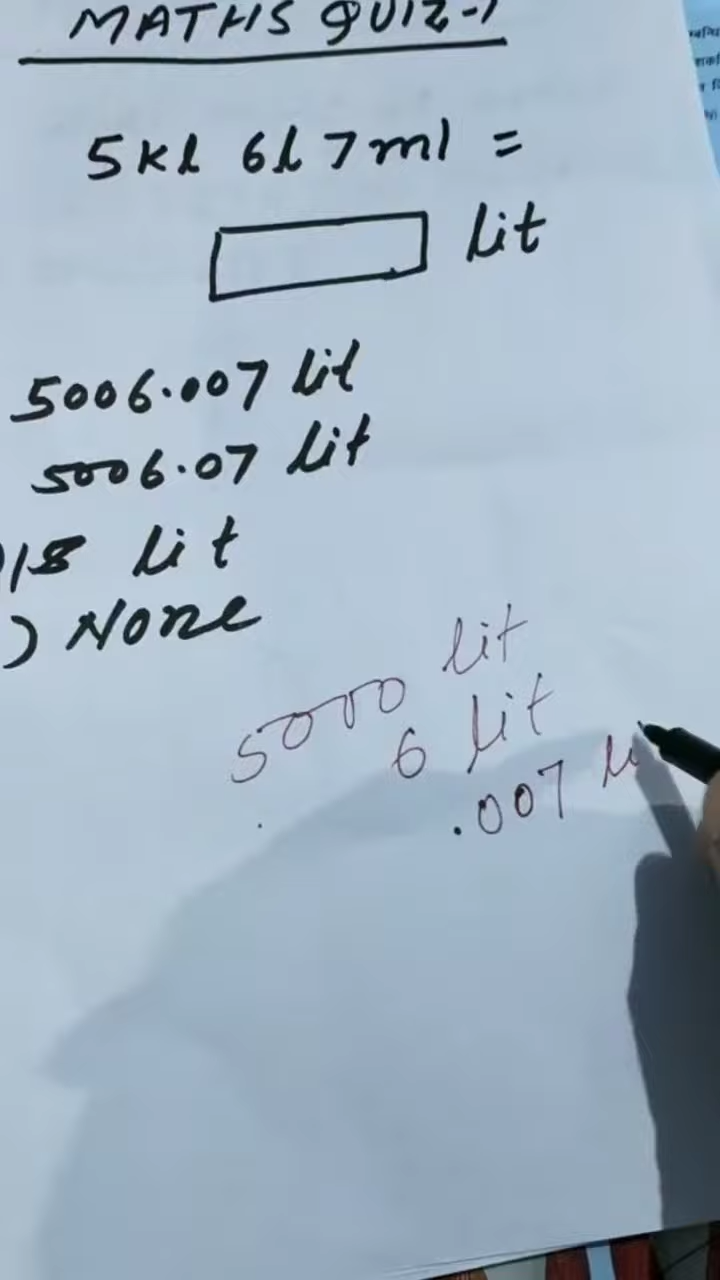 MATHS QUIZ-1
5kl 6l 7ml =
lit
5006.007 lit
5006.07 lit
)18 lit
) None
5000 lit
6 lit
.007